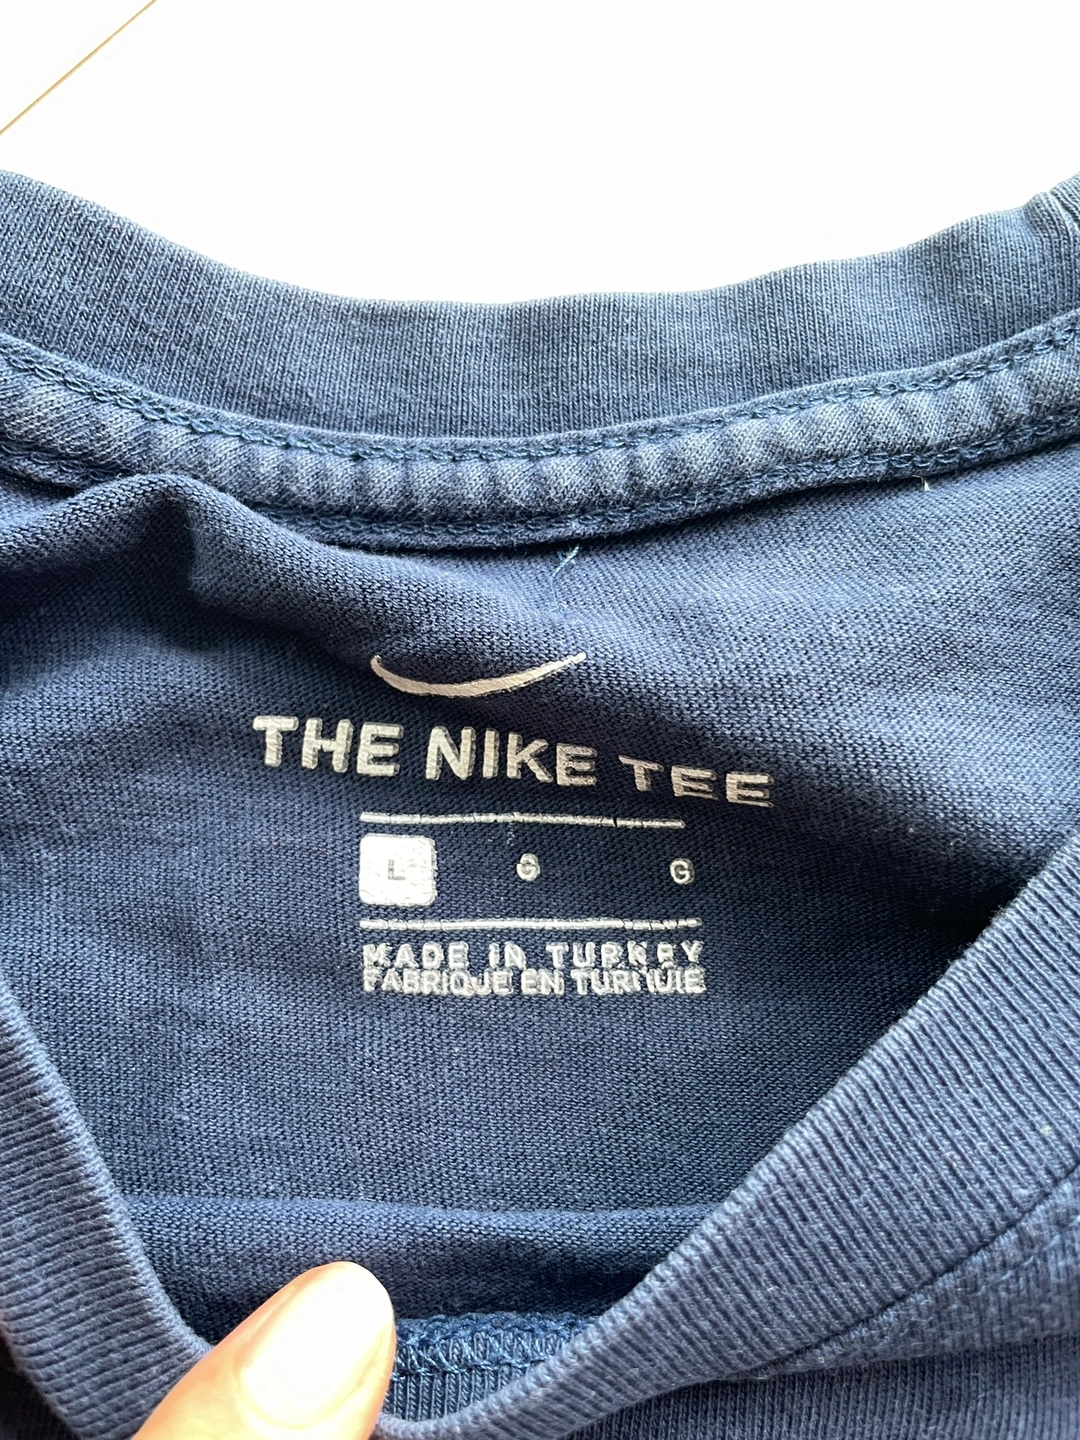 THE NIKE TEE
L G G
MADE IN TURKEY
FABRIQUE EN TURQUIE